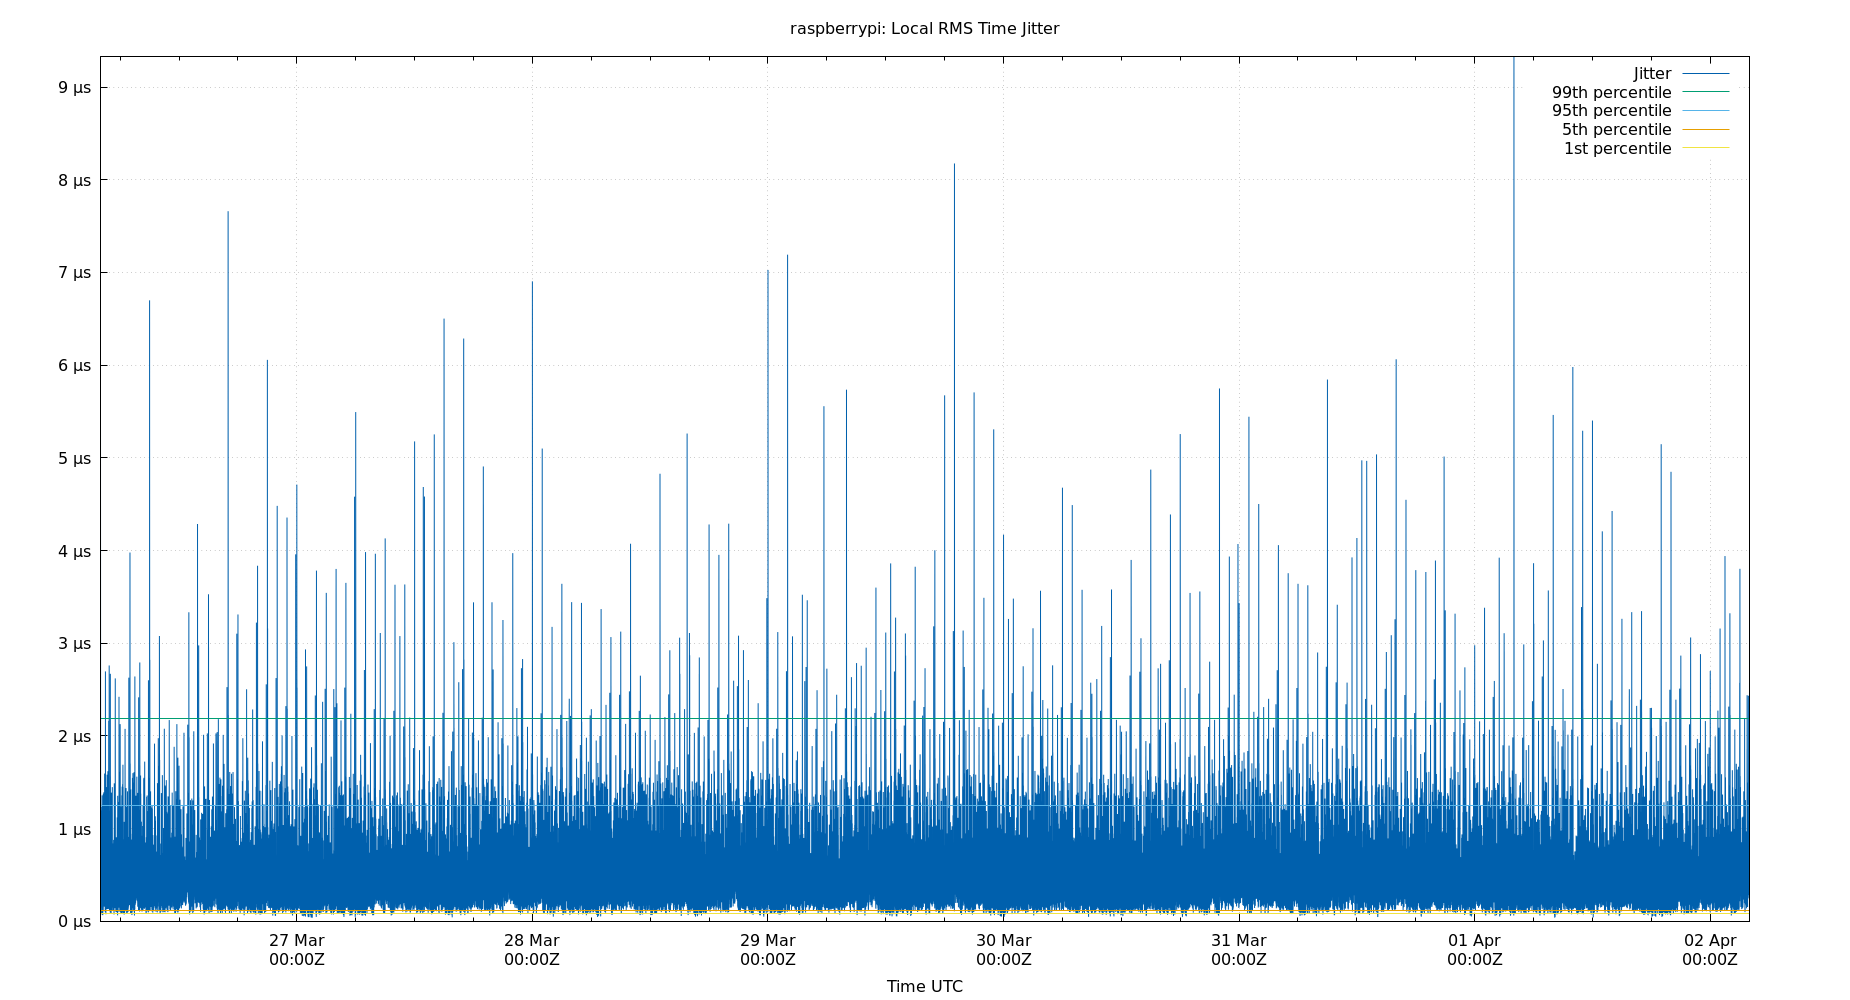 raspberrypi: Local RMS Time Jitter
Jitter
99th percentile
95th percentile
5th percentile
1st percentile
9 µs
8 µs
7 µs
6 µs
5 µs
4 µs
3 µs
2 µs
1 µs
0 µs
27 Mar 28 Mar 29 Mar 30 Mar 31 Mar 01 Apr 02 Apr
00:00Z 00:00Z 00:00Z 00:00Z 00:00Z 00:00Z 00:00Z
Time UTC